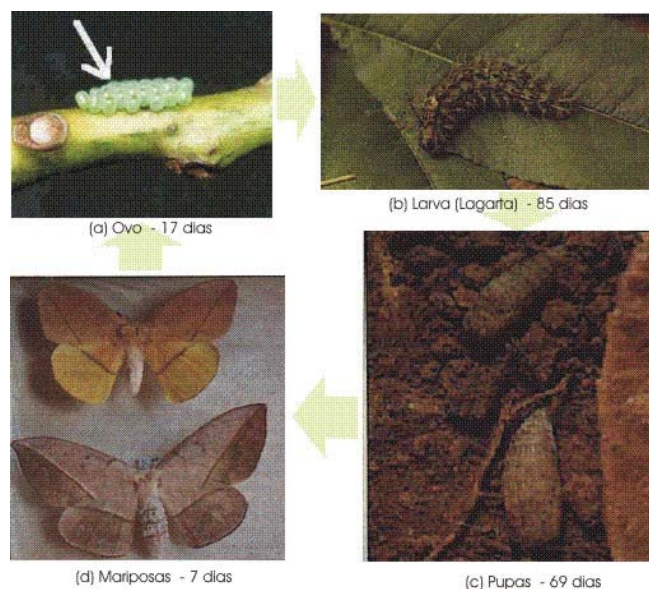 (a) Ovo - 17 dias
(b) Larva (Lagarta) - 85 dias
(c) Pupas - 69 dias
(d) Mariposas - 7 dias